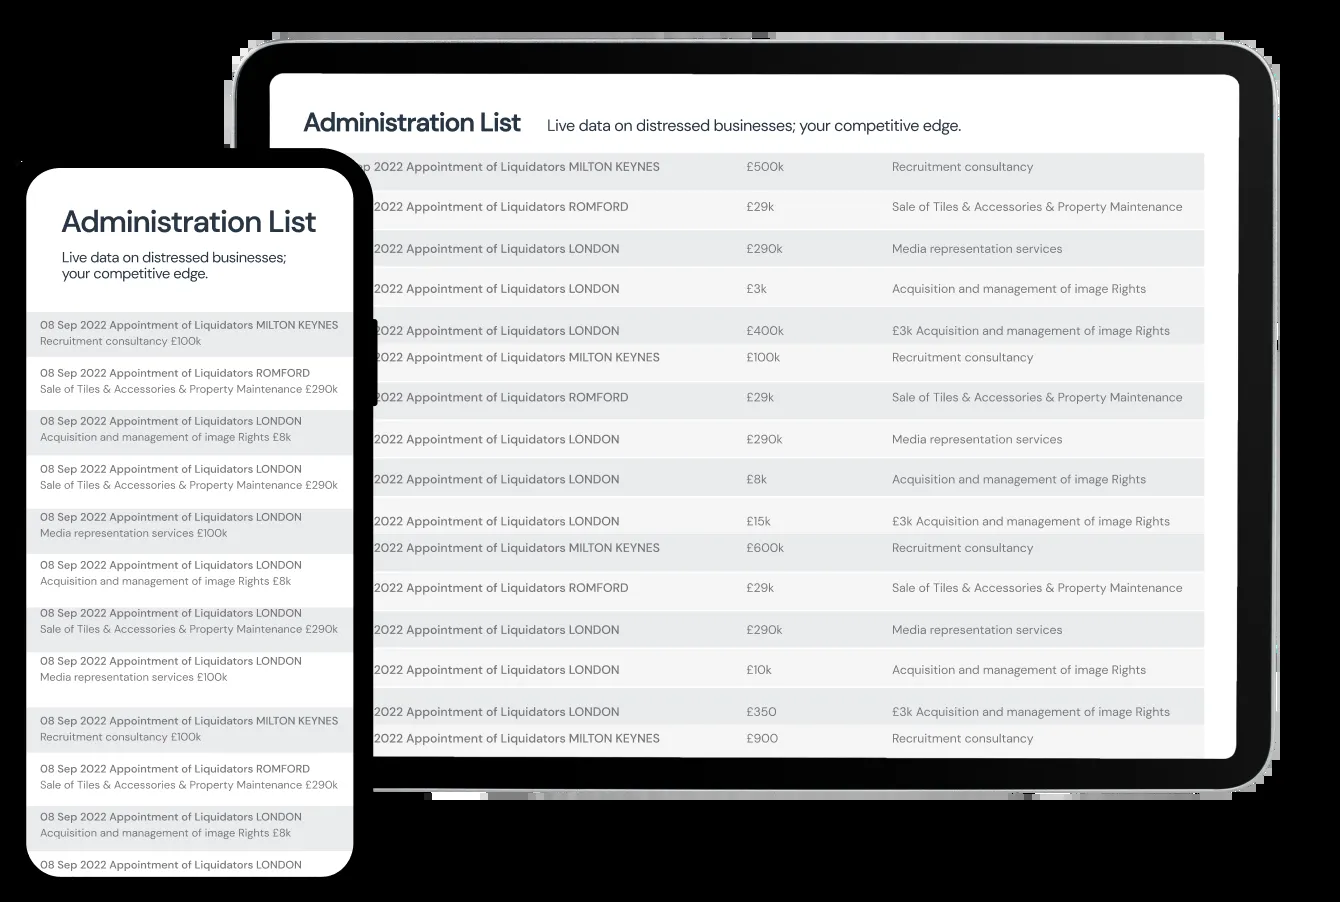 Administration List Live data on distressed businesses; your competitive edge.
2022 Appointment of Liquidators MILTON KEYNES £500k Recruitment consultancy
2022 Appointment of Liquidators ROMFORD £29k Sale of Tiles & Accessories & Property Maintenance
2022 Appointment of Liquidators LONDON £290k Media representation services
2022 Appointment of Liquidators LONDON £3k Acquisition and management of image Rights
2022 Appointment of Liquidators LONDON £400k £3k Acquisition and management of image Rights
2022 Appointment of Liquidators MILTON KEYNES £100k Recruitment consultancy
2022 Appointment of Liquidators ROMFORD £29k Sale of Tiles & Accessories & Property Maintenance
2022 Appointment of Liquidators LONDON £290k Media representation services
2022 Appointment of Liquidators LONDON £8k Acquisition and management of image Rights
2022 Appointment of Liquidators LONDON £15k £3k Acquisition and management of image Rights
2022 Appointment of Liquidators MILTON KEYNES £600k Recruitment consultancy
2022 Appointment of Liquidators ROMFORD £29k Sale of Tiles & Accessories & Property Maintenance
2022 Appointment of Liquidators LONDON £290k Media representation services
2022 Appointment of Liquidators LONDON £10k Acquisition and management of image Rights
2022 Appointment of Liquidators LONDON £350 £3k Acquisition and management of image Rights
2022 Appointment of Liquidators MILTON KEYNES £900 Recruitment consultancy
Administration List
Live data on distressed businesses;
your competitive edge.
08 Sep 2022 Appointment of Liquidators MILTON KEYNES
Recruitment consultancy £100k
08 Sep 2022 Appointment of Liquidators ROMFORD
Sale of Tiles & Accessories & Property Maintenance £290k
08 Sep 2022 Appointment of Liquidators LONDON
Acquisition and management of image Rights £8k
08 Sep 2022 Appointment of Liquidators LONDON
Sale of Tiles & Accessories & Property Maintenance £290k
08 Sep 2022 Appointment of Liquidators LONDON
Media representation services £100k
08 Sep 2022 Appointment of Liquidators LONDON
Acquisition and management of image Rights £8k
08 Sep 2022 Appointment of Liquidators LONDON
Sale of Tiles & Accessories & Property Maintenance £290k
08 Sep 2022 Appointment of Liquidators LONDON
Media representation services £100k
08 Sep 2022 Appointment of Liquidators MILTON KEYNES
Recruitment consultancy £100k
08 Sep 2022 Appointment of Liquidators ROMFORD
Sale of Tiles & Accessories & Property Maintenance £290k
08 Sep 2022 Appointment of Liquidators LONDON
Acquisition and management of image Rights £8k
08 Sep 2022 Appointment of Liquidators LONDON